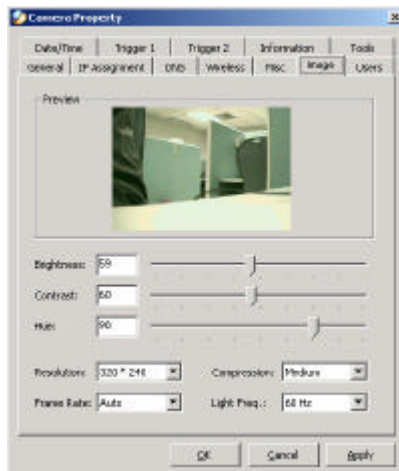 Camera Property
Date/Time Trigger 1 Trigger 2 Information Tools
General IP Assignment DNS Wireless Misc Image Users
Preview
Brightness: 59
Contrast: 60
Hue: 90
Resolution: 320 * 240 Compression: Medium
Frame Rate: Auto Light Freq.: 60 Hz
OK Cancel Apply